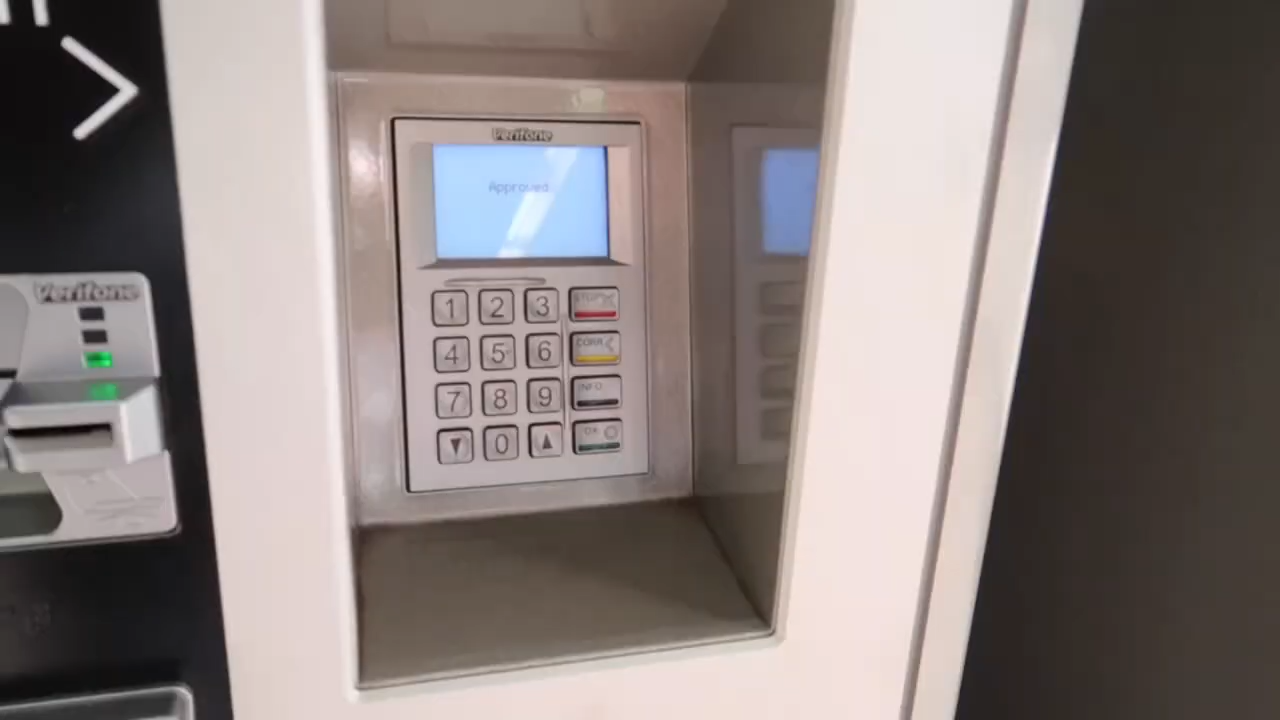 Verifone
Approved
Verifone
1 2 3 STOP
4 5 6 CORR
7 8 9 INFO
0 OK